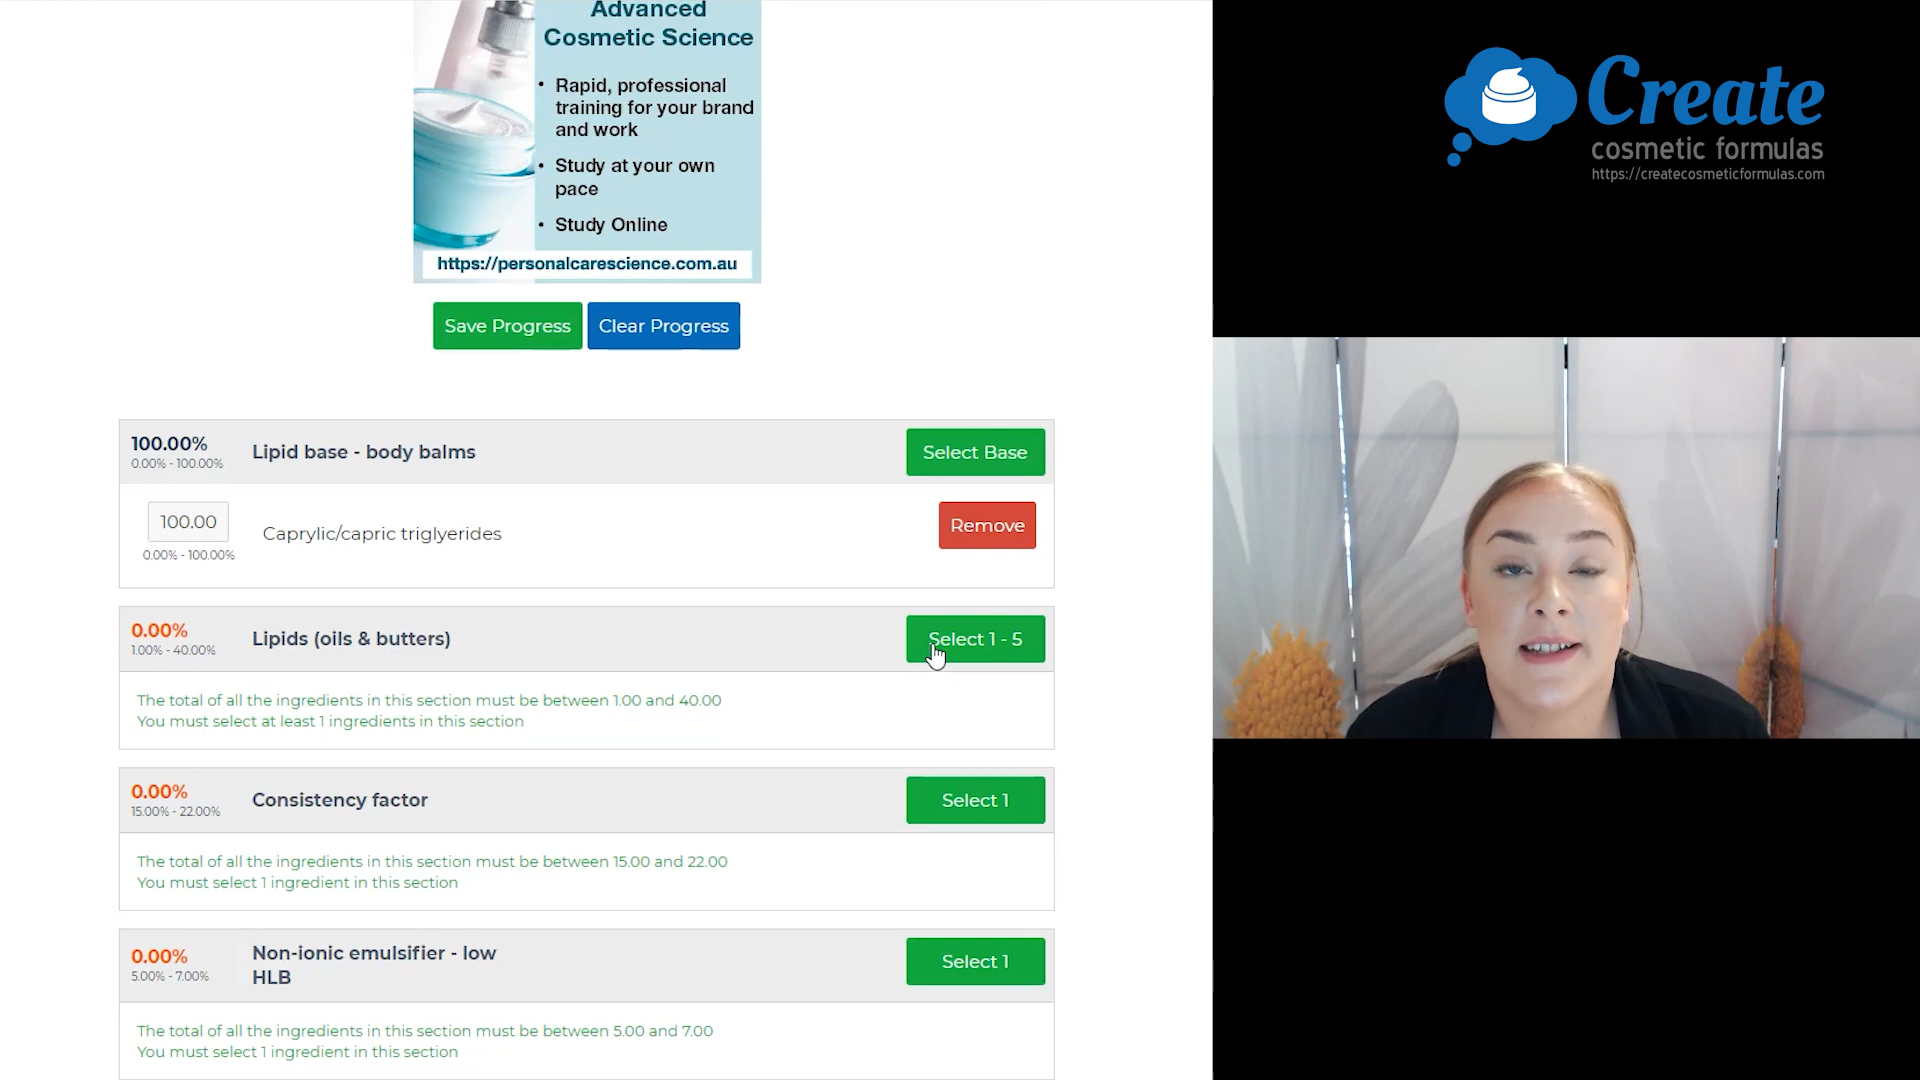 Advanced
Cosmetic Science
• Rapid, professional
training for your brand
and work
• Study at your own
pace
• Study Online
https://personalcarescience.com.au
Save Progress
Clear Progress
100.00%
0.00% - 100.00%
Lipid base - body balms
Select Base
100.00
0.00% - 100.00%
Caprylic/capric triglyerides
Remove
0.00%
1.00% - 40.00%
Lipids (oils & butters)
Select 1 - 5
The total of all the ingredients in this section must be between 1.00 and 40.00
You must select at least 1 ingredients in this section
0.00%
15.00% - 22.00%
Consistency factor
Select 1
The total of all the ingredients in this section must be between 15.00 and 22.00
You must select 1 ingredient in this section
0.00%
5.00% - 7.00%
Non-ionic emulsifier - low
HLB
Select 1
The total of all the ingredients in this section must be between 5.00 and 7.00
You must select 1 ingredient in this section
Create
cosmetic formulas
https://createcosmeticformulas.com